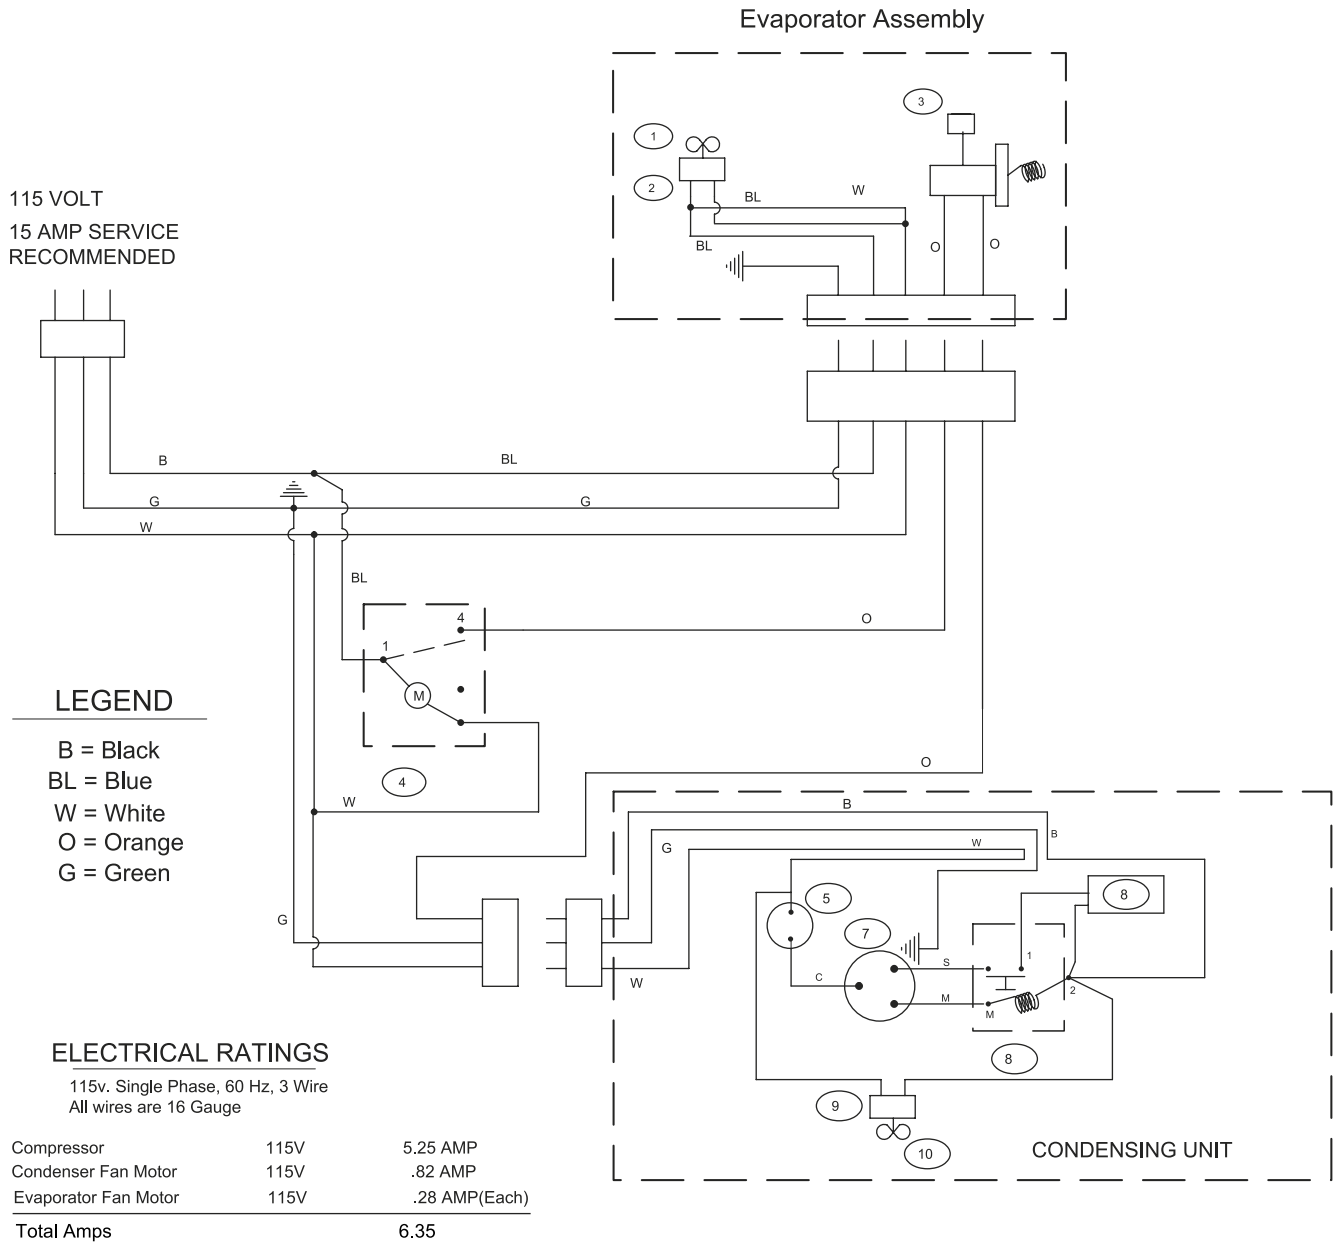 Evaporator Assembly
3
1
2
BL
W
BL
O
O
115 VOLT
15 AMP SERVICE
RECOMMENDED
B
BL
G
G
W
BL
4
O
1
M
4
LEGEND
B = Black
BL = Blue
W = White
O = Orange
G = Green
O
W
B
B
G
W
8
5
7
G
S
1
C
M
M
2
W
8
9
10
CONDENSING UNIT
ELECTRICAL RATINGS
115v. Single Phase, 60 Hz, 3 Wire
All wires are 16 Gauge
Compressor 115V 5.25 AMP
Condenser Fan Motor 115V .82 AMP
Evaporator Fan Motor 115V .28 AMP(Each)
Total Amps 6.35